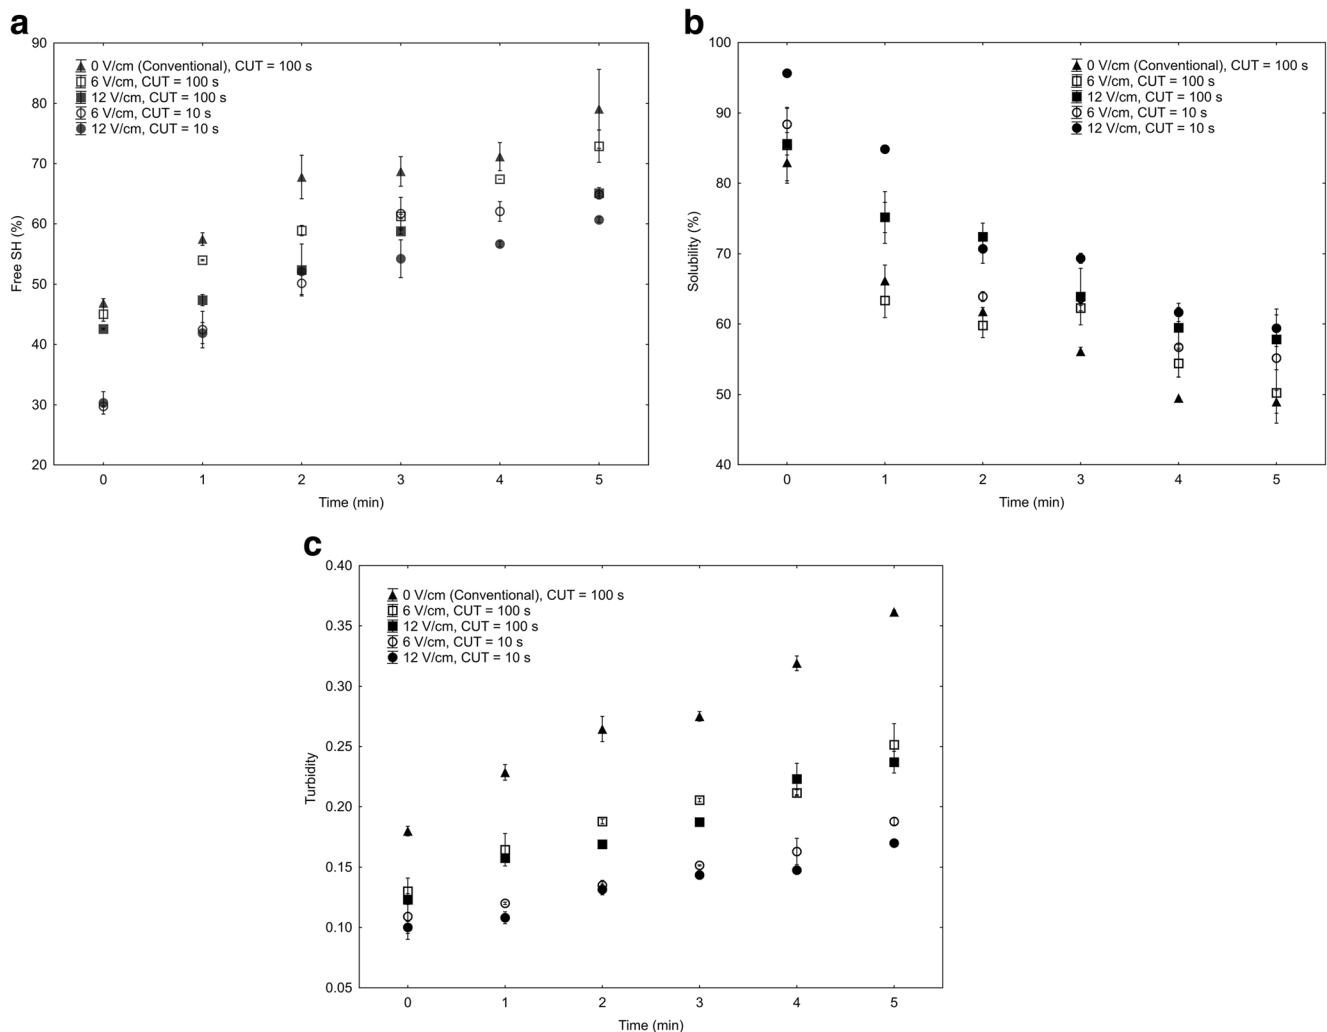 a
90
80
70
60
50
40
30
20
Free SH (%)
0 V/cm (Conventional), CUT = 100 s
6 V/cm, CUT = 100 s
12 V/cm, CUT = 100 s
6 V/cm, CUT = 10 s
12 V/cm, CUT = 10 s
0 1 2 3 4 5
Time (min)
b
100
90
80
70
60
50
40
Solubility (%)
0 V/cm (Conventional), CUT = 100 s
6 V/cm, CUT = 100 s
12 V/cm, CUT = 100 s
6 V/cm, CUT = 10 s
12 V/cm, CUT = 10 s
0 1 2 3 4 5
Time (min)
c
0.40
0.35
0.30
0.25
0.20
0.15
0.10
0.05
Turbidity
0 V/cm (Conventional), CUT = 100 s
6 V/cm, CUT = 100 s
12 V/cm, CUT = 100 s
6 V/cm, CUT = 10 s
12 V/cm, CUT = 10 s
0 1 2 3 4 5
Time (min)